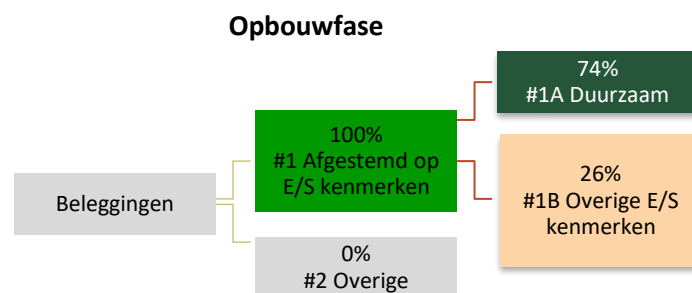 Opbouwfase
74%
#1A Duurzaam
100%
#1 Afgestemd op
E/S kenmerken
26%
#1B Overige E/S
kenmerken
Beleggingen
0%
#2 Overige